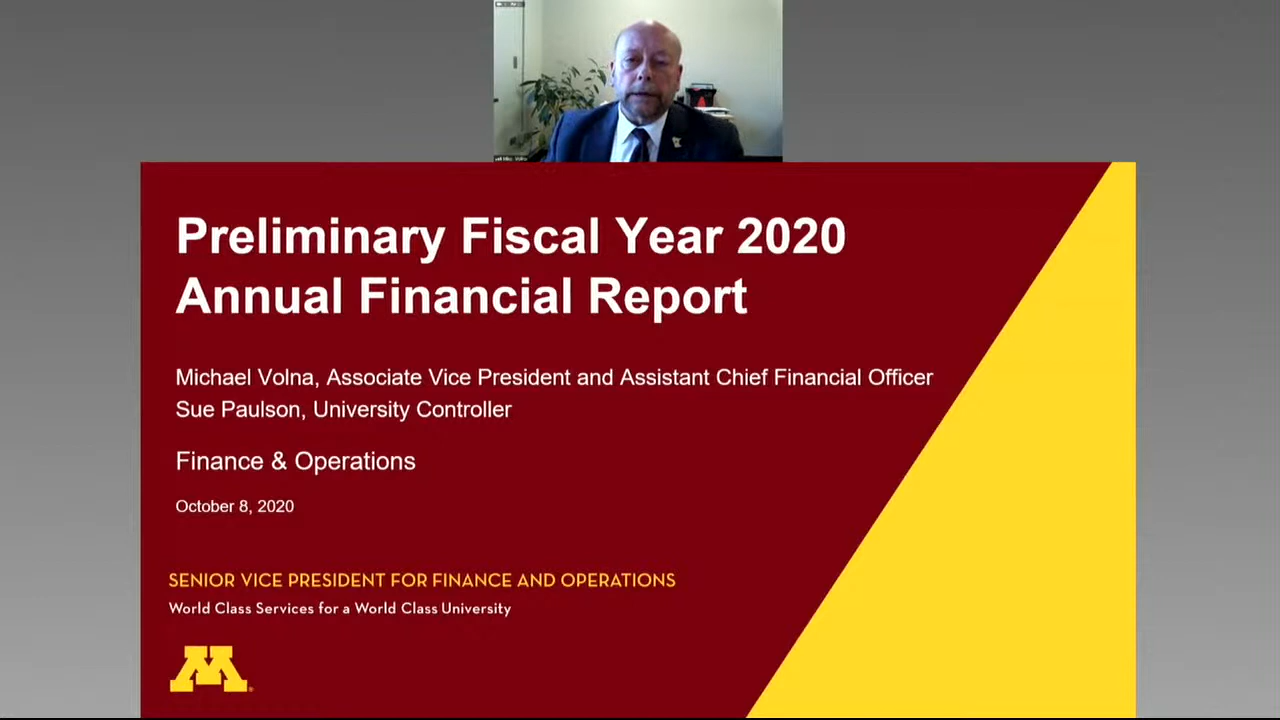 Preliminary Fiscal Year 2020
Annual Financial Report
Michael Volna, Associate Vice President and Assistant Chief Financial Officer
Sue Paulson, University Controller
Finance & Operations
October 8, 2020
SENIOR VICE PRESIDENT FOR FINANCE AND OPERATIONS
World Class Services for a World Class University
M